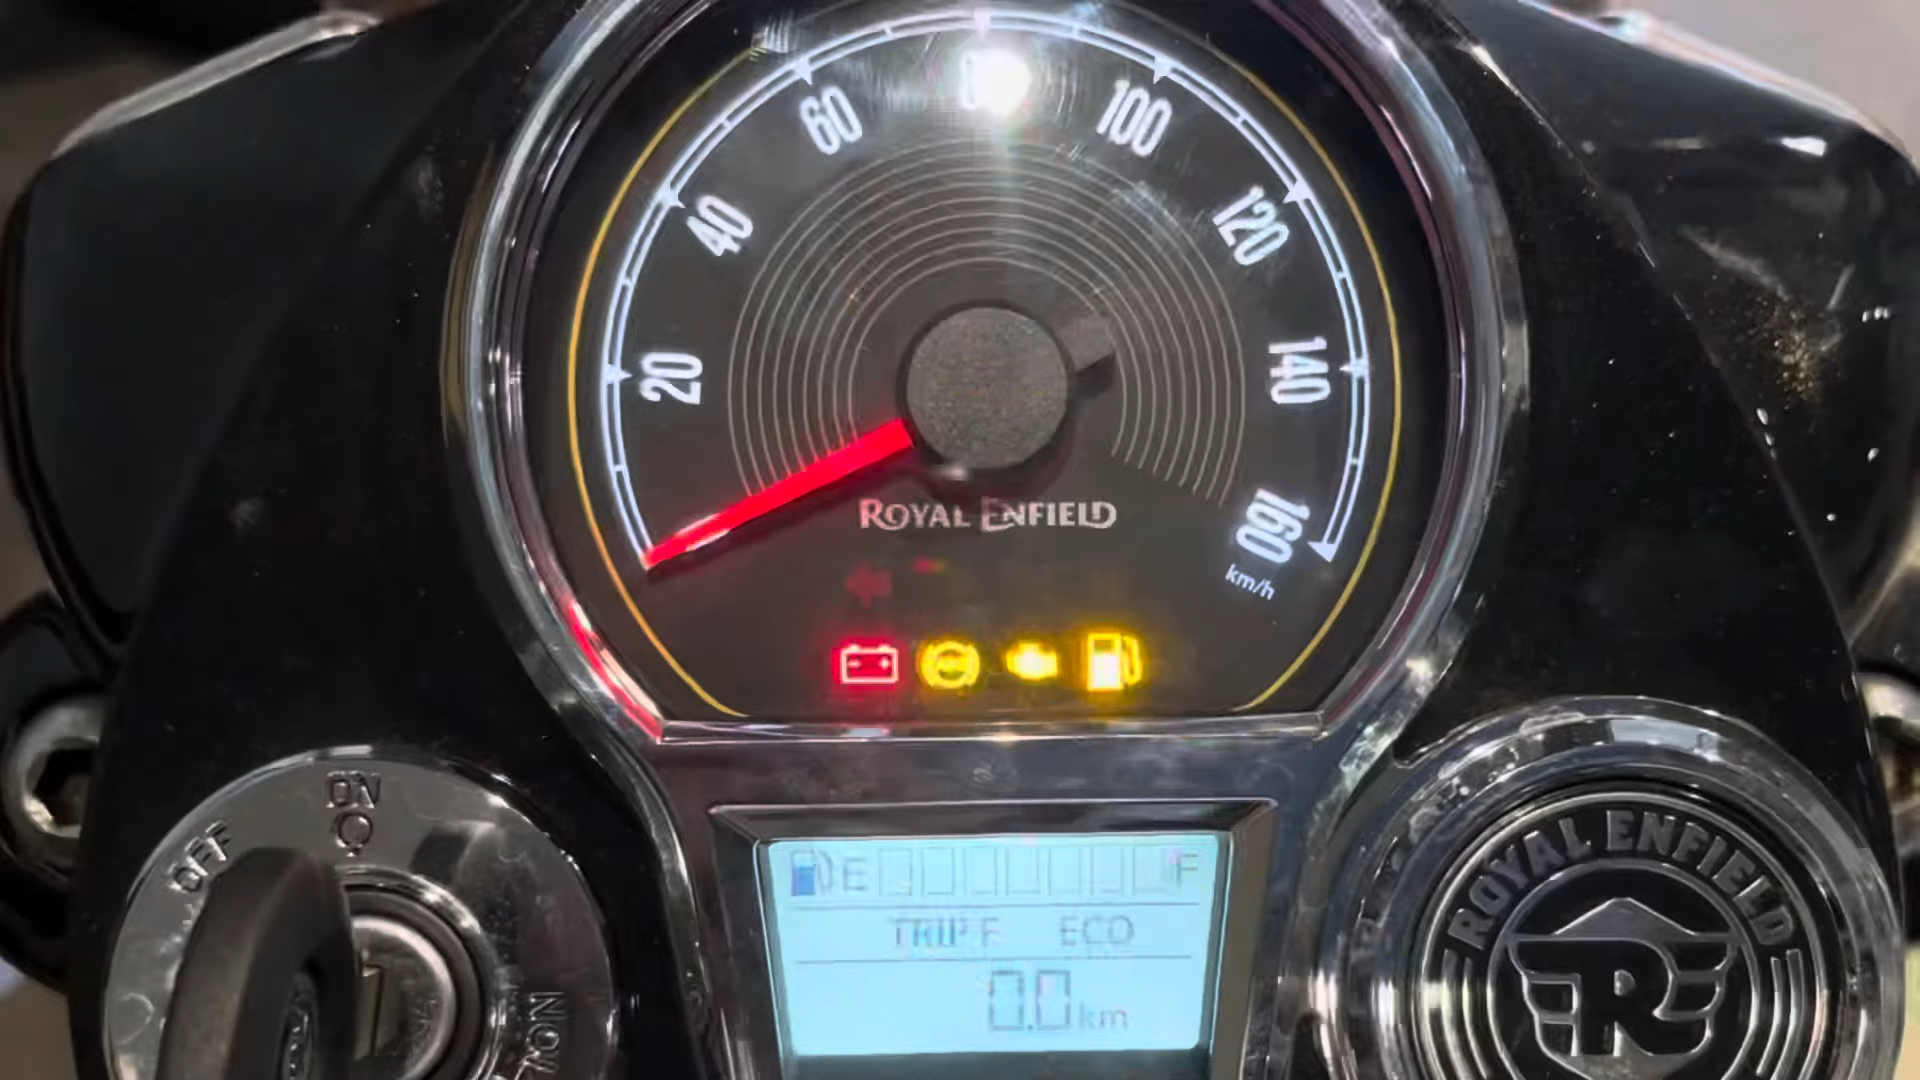 20
40
60
100
120
140
160
km/h
ROYAL ENFIELD
ON
OFF
E F
TRIP F ECO
0.0 km
ROYAL ENFIELD
R